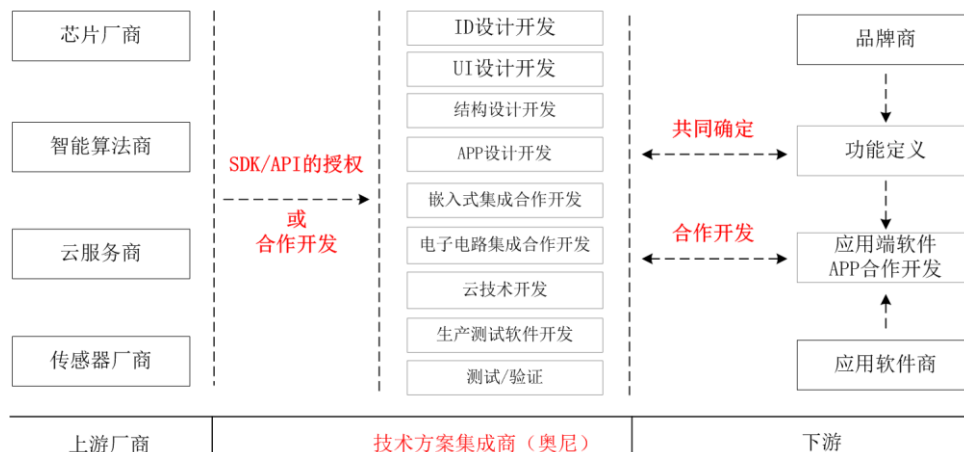 芯片厂商
智能算法商
云服务商
传感器厂商
SDK/API的授权
或
合作开发
ID设计开发
UI设计开发
结构设计开发
APP设计开发
嵌入式集成合作开发
电子电路集成合作开发
云技术开发
生产测试软件开发
测试/验证
共同确定
合作开发
品牌商
功能定义
应用端软件
APP合作开发
应用软件商
上游厂商
技术方案集成商（奥尼）
下游